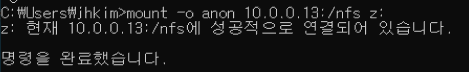 C:₩Users₩jhkim>mount -o anon 10.0.0.13:/nfs z:
z: 현재 10.0.0.13:/nfs에 성공적으로 연결되어 있습니다.
명령을 완료했습니다.